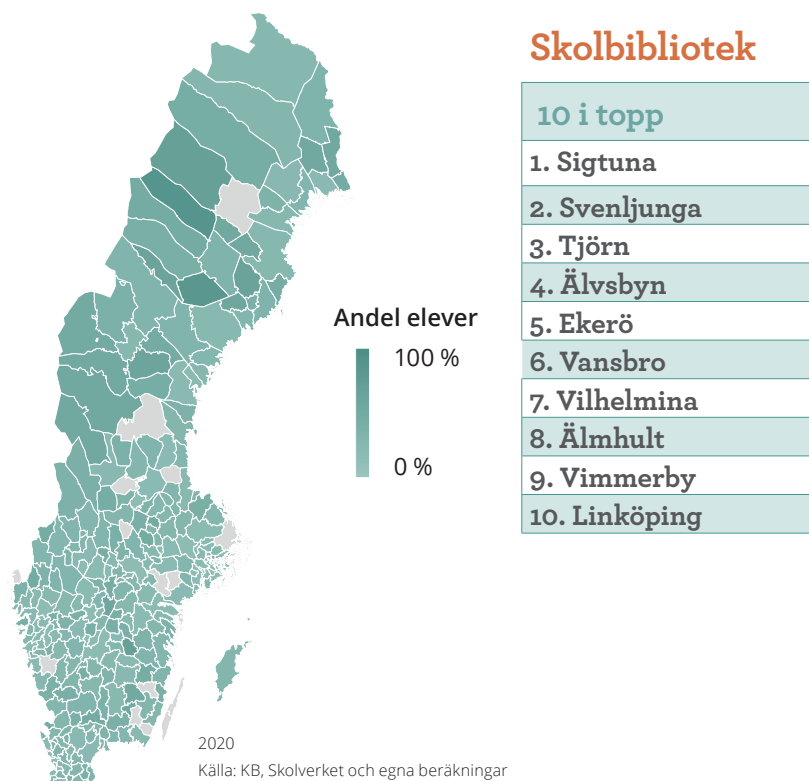 Skolbibliotek
10 i topp
1. Sigtuna
2. Svenljunga
3. Tjörn
4. Älvsbyn
5. Ekerö
6. Vansbro
7. Vilhelmina
8. Älmhult
9. Vimmerby
10. Linköping
Andel elever
100 %
0 %
2020
Källa: KB, Skolverket och egna beräkningar